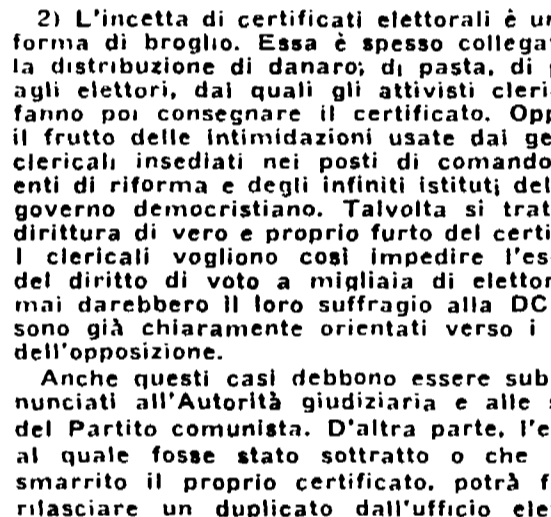 2) L'incetta di certificati elettorali è un
forma di broglio. Essa è spesso collega
la distribuzione di danaro; di pasta, di
agli elettori, dai quali gli attivisti cleri
fanno poi consegnare il certificato. Opp
il frutto delle intimidazioni usate dai ge
clericali insediati nei posti di comando
enti di riforma e degli infiniti istituti del
governo democristiano. Talvolta si trat
dirittura di vero e proprio furto del certi
I clericali vogliono così impedire l'es
del diritto di voto a migliaia di elettor
mai darebbero il loro suffragio alla DC
sono già chiaramente orientati verso i
dell'opposizione.
Anche questi casi debbono essere sub
nunciati all'Autorità giudiziaria e alle
del Partito comunista. D'altra parte, l'e
al quale fosse stato sottratto o che
smarrito il proprio certificato, potrà f
rilasciare un duplicato dall'ufficio ele